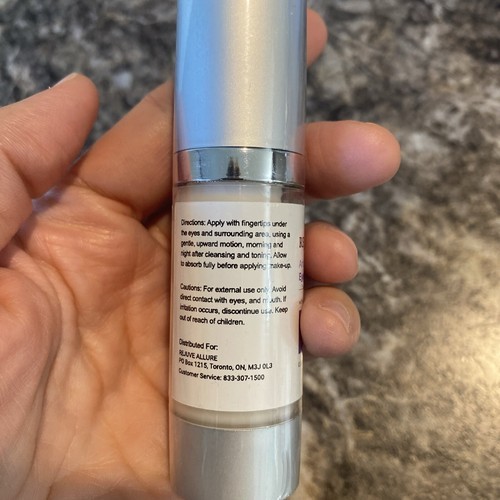 Directions: Apply with fingertips under
the eyes and surrounding area, using a
gentle, upward motion, morning and
night after cleansing and toning. Allow
to absorb fully before applying make-up.
Cautions: For external use only. Avoid
direct contact with eyes, and mouth. If
irritation occurs, discontinue use. Keep
out of reach of children.
Distributed For:
REJUVE ALLURE
PO Box 1215, Toronto, ON, M3J 0L3
Customer Service: 833-307-1500